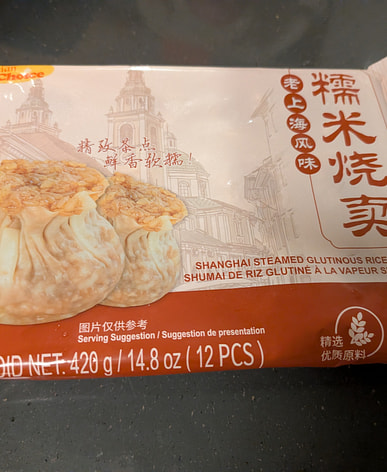 Choice
老上海风味
糯米烧卖
精致茶点
鲜香软糯!
SHANGHAI STEAMED GLUTINOUS RICE
SHUMAI DE RIZ GLUTINÉ À LA VAPEUR S
图片仅供参考
Serving Suggestion / Suggestion de présentation
OID NET: 420 g / 14.8 oz ( 12 PCS )
精选
优质原料